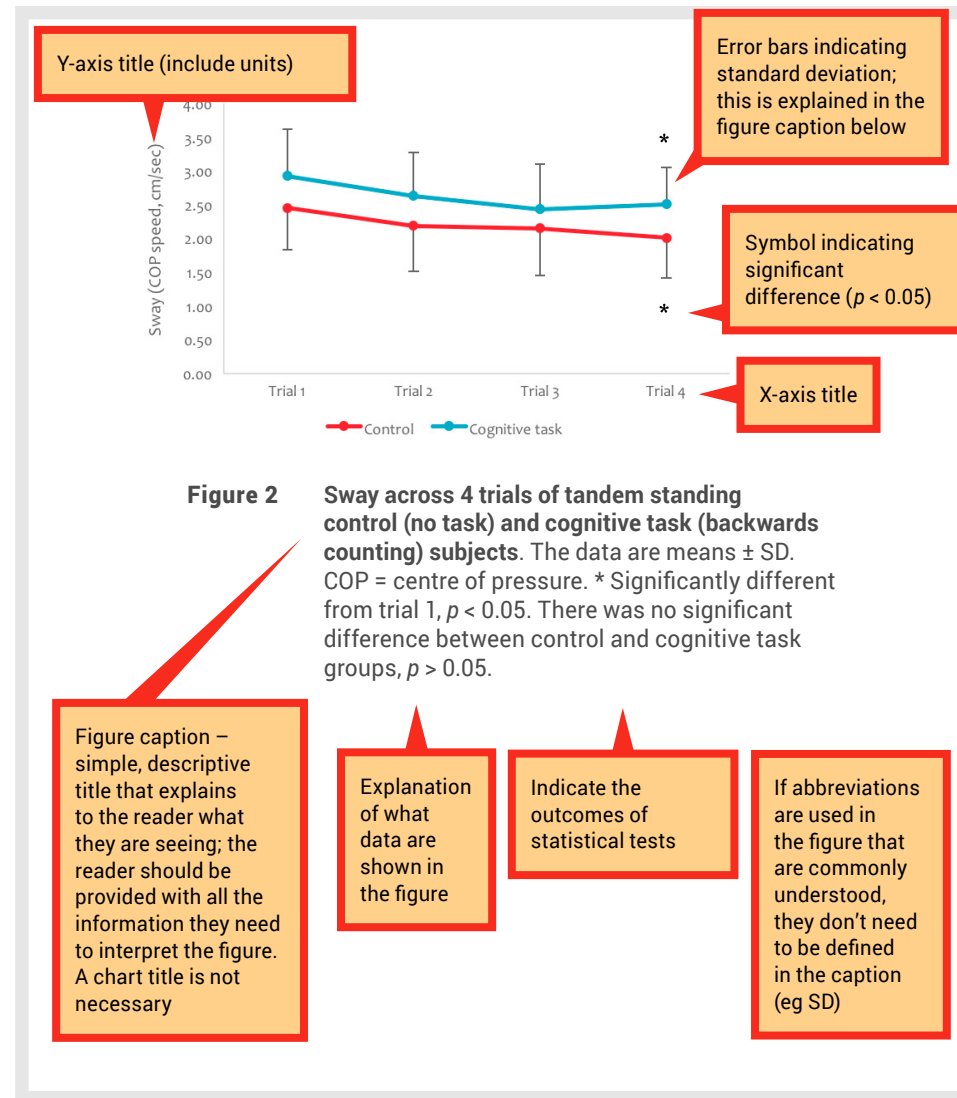 Y-axis title (include units)
Error bars indicating
standard deviation;
this is explained in the
figure caption below
4.00
3.50
3.00
2.50
2.00
1.50
1.00
0.50
0.00
Sway (COP speed, cm/sec)
*
*
Symbol indicating
significant
difference (p < 0.05)
Trial 1 Trial 2 Trial 3 Trial 4
X-axis title
Control Cognitive task
Figure 2 Sway across 4 trials of tandem standing
control (no task) and cognitive task (backwards
counting) subjects. The data are means ± SD.
COP = centre of pressure. * Significantly different
from trial 1, p < 0.05. There was no significant
difference between control and cognitive task
groups, p > 0.05.
Figure caption –
simple, descriptive
title that explains
to the reader what
they are seeing; the
reader should be
provided with all the
information they need
to interpret the figure.
A chart title is not
necessary
Explanation
of what
data are
shown in
the figure
Indicate the
outcomes of
statistical tests
If abbreviations
are used in
the figure that
are commonly
understood,
they don't need
to be defined
in the caption
(eg SD)